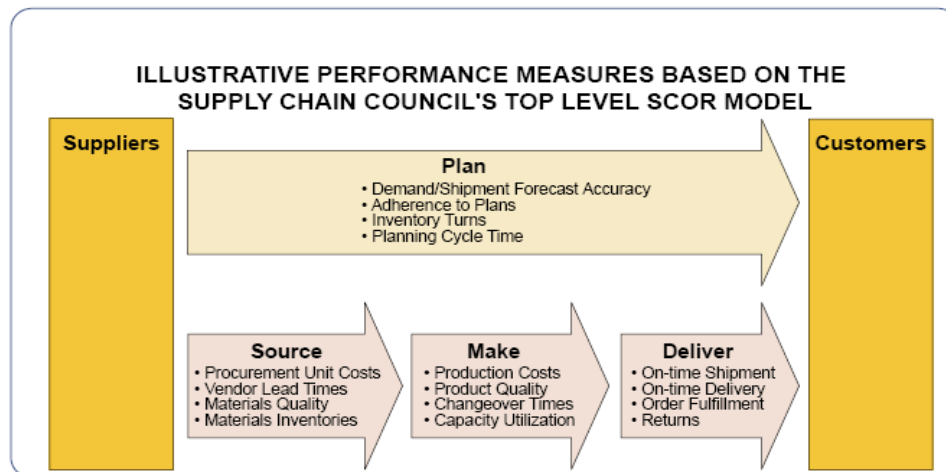 ILLUSTRATIVE PERFORMANCE MEASURES BASED ON THE
SUPPLY CHAIN COUNCIL'S TOP LEVEL SCOR MODEL
Suppliers
Customers
Plan
• Demand/Shipment Forecast Accuracy
• Adherence to Plans
• Inventory Turns
• Planning Cycle Time
Source
• Procurement Unit Costs
• Vendor Lead Times
• Materials Quality
• Materials Inventories
Make
• Production Costs
• Product Quality
• Changeover Times
• Capacity Utilization
Deliver
• On-time Shipment
• On-time Delivery
• Order Fulfillment
• Returns